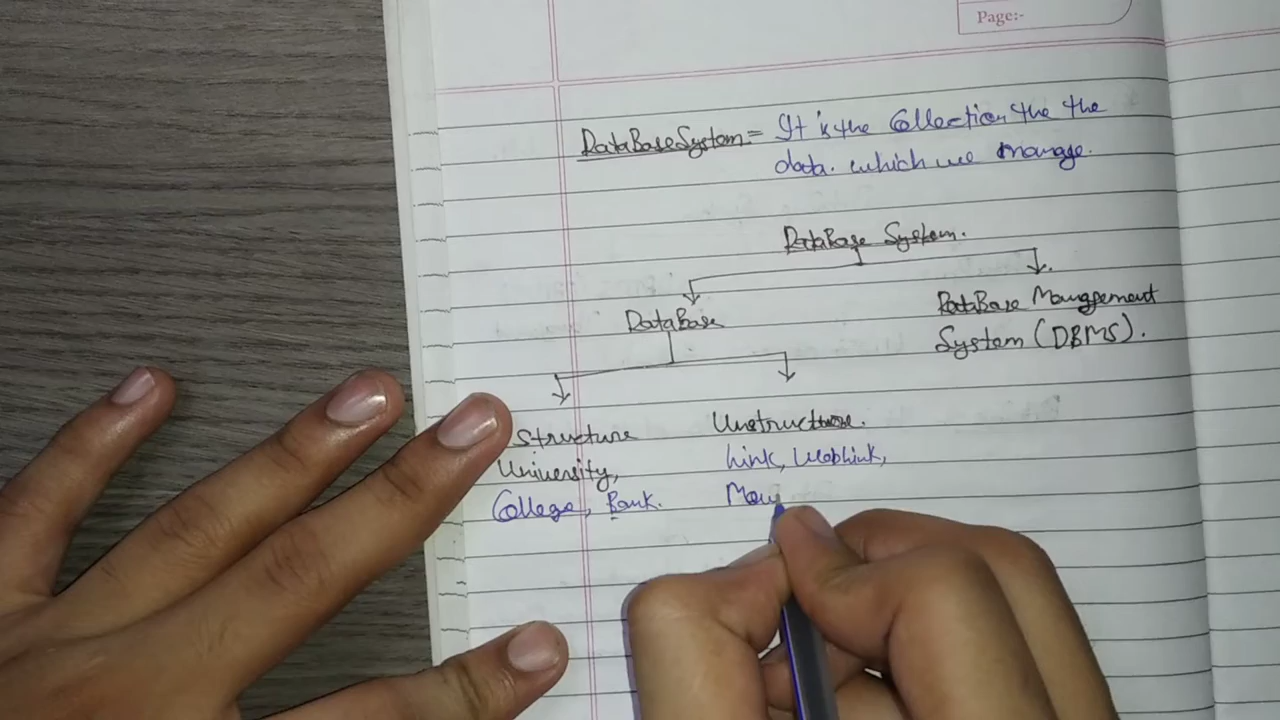 Page:-
DataBaseSystem:= It is the Collection the the
data. which we manage.
DataBase System.
DataBase
DataBase Mangpement
System (DBMS).
Structure
University,
College, Bank.
Unstructure.
Link, Weblink,